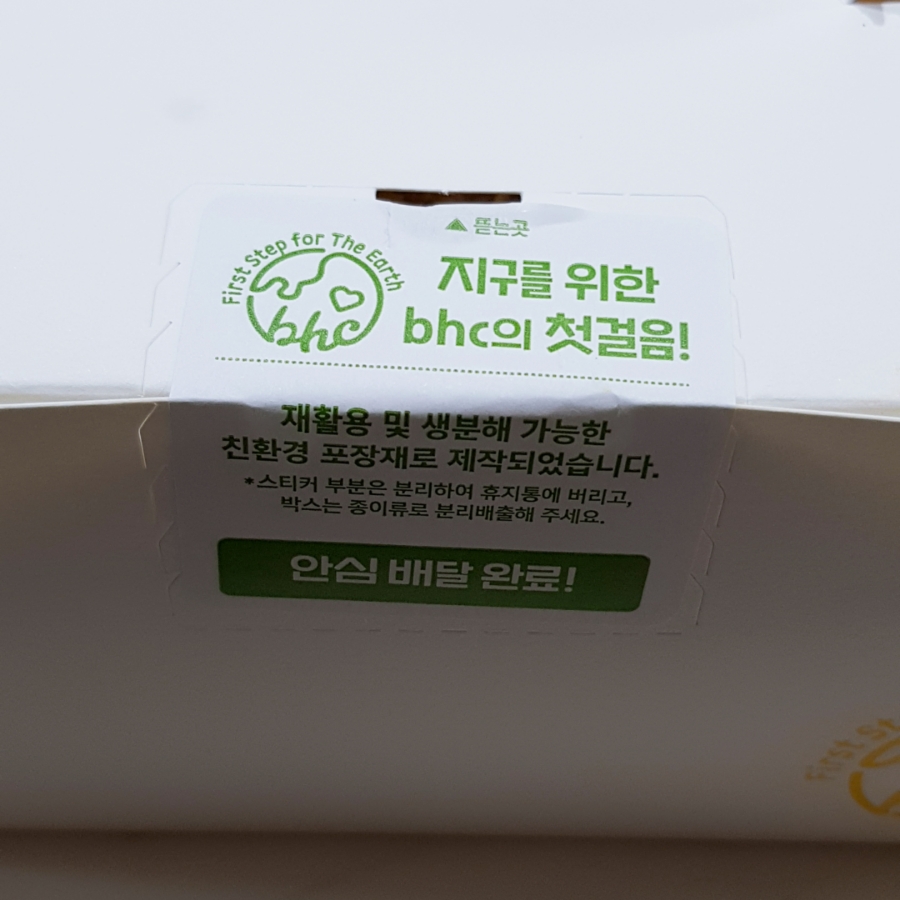 ▲ 뜯는곳
First Step for The Earth
bhc
지구를 위한
bhc의 첫걸음!
재활용 및 생분해 가능한
친환경 포장재로 제작되었습니다.
*스티커 부분은 분리하여 휴지통에 버리고,
박스는 종이류로 분리배출해 주세요.
안심 배달 완료!
First St